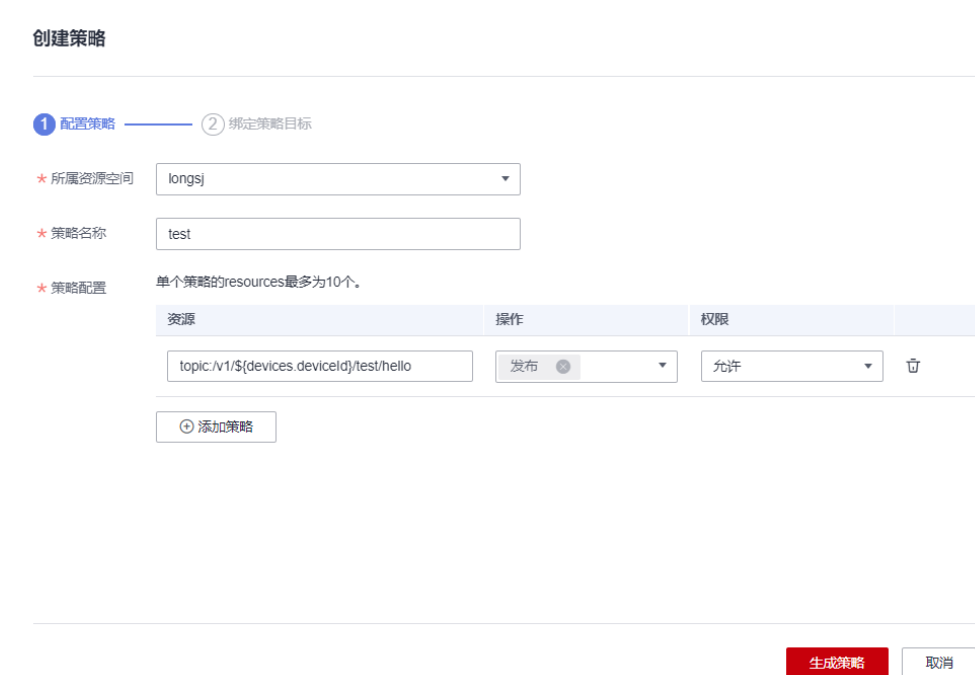 创建策略
1 配置策略 2 绑定策略目标
* 所属资源空间 longsj
* 策略名称 test
* 策略配置 单个策略的resources最多为10个。
资源 操作 权限
topic:/v1/${devices.deviceId}/test/hello 发布 允许
添加策略
生成策略 取消